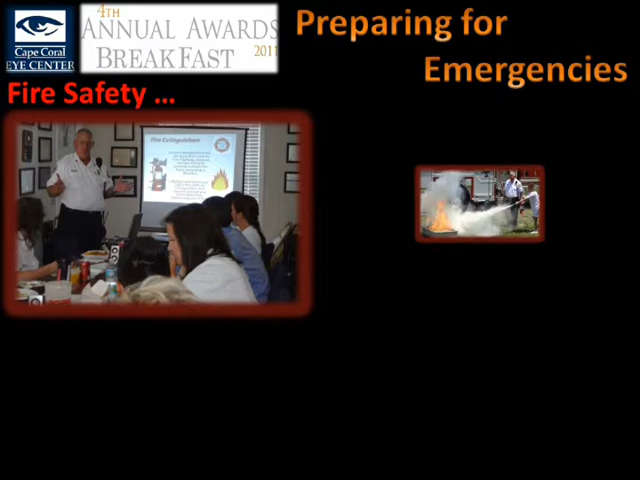 Cape Coral
EYE CENTER
4TH
ANNUAL AWARDS
BREAKFAST 2011
Preparing for
Emergencies
Fire Safety ...
Fire Extinguishers